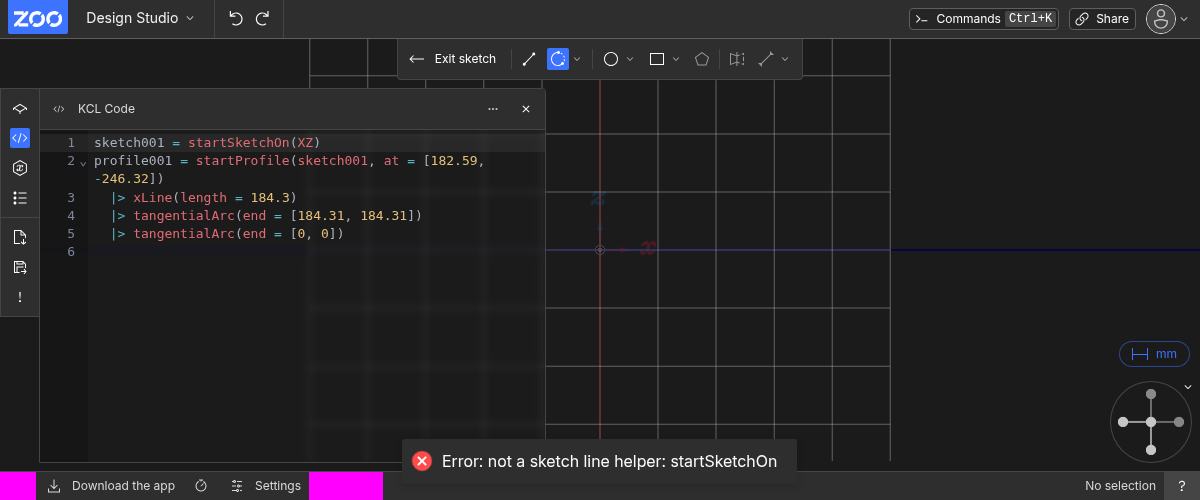 ZOO Design Studio Commands Ctrl+K Share
Exit sketch
KCL Code
1 sketch001 = startSketchOn(XZ)
2 profile001 = startProfile(sketch001, at = [182.59,
-246.32])
3 |> xLine(length = 184.3)
4 |> tangentialArc(end = [184.31, 184.31])
5 |> tangentialArc(end = [0, 0])
6
z
x
mm
Error: not a sketch line helper: startSketchOn
Download the app Settings No selection ?